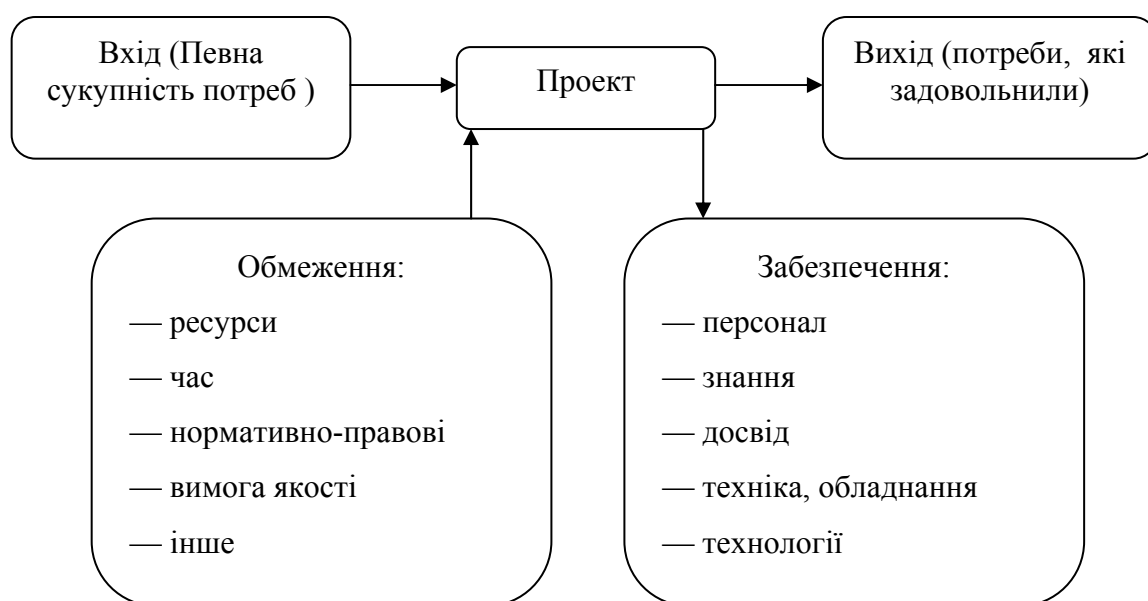 Вхід (Певна
сукупність потреб )
Проект
Вихід (потреби, які
задовольнили)
Обмеження:
— ресурси
— час
— нормативно-правові
— вимога якості
— інше
Забезпечення:
— персонал
— знання
— досвід
— техніка, обладнання
— технології